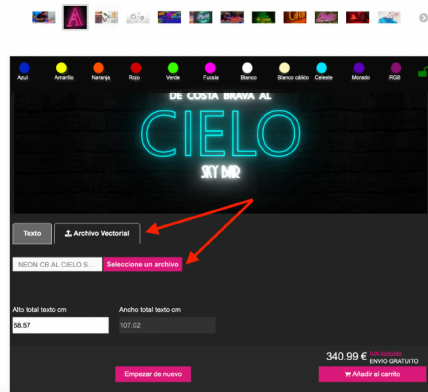 Azul Amarillo Naranja Rojo Verde Fucsia Blanco Blanco cálido Celeste Morado RGB
DE COSTA BRAVA AL
CIELO
SKY BAR
Texto Archivo Vectorial
NEON CB AL CIELO S... Seleccione un archivo
Alto total texto cm Ancho total texto cm
58.57 107.02
340.99 € IVA incluido
ENVIO GRATUITO
Empezar de nuevo Añadir al carrito